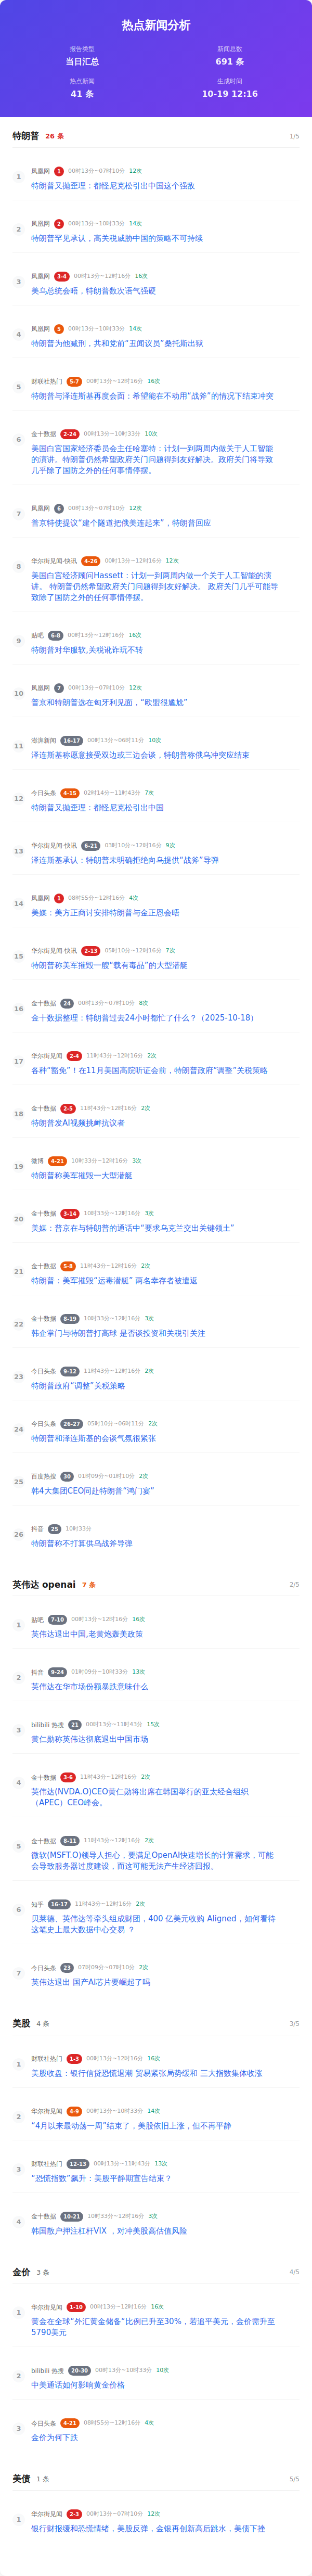 热点新闻分析
报告类型
新闻总数
当日汇总
691 条
热点新闻
生成时间
41 条
10-19 12:16
特朗普 26 条 1/5
1
凤凰网 1 00时13分~07时10分 12次
特朗普又抛歪理：都怪尼克松引出中国这个强敌
2
凤凰网 2 00时13分~10时33分 14次
特朗普罕见承认，高关税威胁中国的策略不可持续
3
凤凰网 3-4 00时13分~12时16分 16次
美乌总统会晤，特朗普数次语气强硬
4
凤凰网 5 00时13分~10时33分 14次
特朗普为他减刑，共和党前“丑闻议员”桑托斯出狱
5
财联社热门 5-7 00时13分~12时16分 16次
特朗普与泽连斯基再度会面：希望能在不动用“战斧”的情况下结束冲突
6
金十数据 2-24 00时13分~10时33分 10次
美国白宫国家经济委员会主任哈塞特：计划一到两周内做关于人工智能
的演讲。特朗普仍然希望政府关门问题得到友好解决。政府关门将导致
几乎除了国防之外的任何事情停摆。
7
凤凰网 6 00时13分~07时10分 12次
普京特使提议“建个隧道把俄美连起来”，特朗普回应
8
华尔街见闻-快讯 4-26 00时13分~12时16分 12次
美国白宫经济顾问Hassett：计划一到两周内做一个关于人工智能的演
讲。 特朗普仍然希望政府关门问题得到友好解决。 政府关门几乎可能导
致除了国防之外的任何事情停摆。
9
贴吧 6-8 00时13分~12时16分 16次
特朗普对华服软,关税讹诈玩不转
10
凤凰网 7 00时13分~07时10分 12次
普京和特朗普选在匈牙利见面，“欧盟很尴尬”
11
澎湃新闻 16-17 00时13分~06时11分 10次
泽连斯基称愿意接受双边或三边会谈，特朗普称俄乌冲突应结束
12
今日头条 4-15 02时14分~11时43分 7次
特朗普又抛歪理：都怪尼克松引出中国
13
华尔街见闻-快讯 6-21 03时10分~12时16分 9次
泽连斯基承认：特朗普未明确拒绝向乌提供“战斧”导弹
14
凤凰网 1 08时55分~12时16分 4次
美媒：美方正商讨安排特朗普与金正恩会晤
15
华尔街见闻-快讯 2-13 05时10分~12时16分 7次
特朗普称美军摧毁一艘“载有毒品”的大型潜艇
16
金十数据 24 00时13分~07时10分 8次
金十数据整理：特朗普过去24小时都忙了什么？（2025-10-18）
17
华尔街见闻 2-4 11时43分~12时16分 2次
各种“豁免”！在11月美国高院听证会前，特朗普政府“调整”关税策略
18
金十数据 2-5 11时43分~12时16分 2次
特朗普发AI视频挑衅抗议者
19
微博 4-21 10时33分~12时16分 3次
特朗普称美军摧毁一大型潜艇
20
金十数据 3-14 10时33分~12时16分 3次
美媒：普京在与特朗普的通话中“要求乌克兰交出关键领土”
21
金十数据 5-8 11时43分~12时16分 2次
特朗普：美军摧毁“运毒潜艇” 两名幸存者被遣返
22
金十数据 8-19 10时33分~12时16分 3次
韩企掌门与特朗普打高球 是否谈投资和关税引关注
23
今日头条 9-12 11时43分~12时16分 2次
特朗普政府“调整”关税策略
24
今日头条 26-27 05时10分~06时11分 2次
特朗普和泽连斯基的会谈气氛很紧张
25
百度热搜 30 01时09分~01时10分 2次
韩4大集团CEO同赴特朗普“鸿门宴”
26
抖音 25 10时33分
特朗普称不打算供乌战斧导弹
英伟达 openai 7 条 2/5
1
贴吧 7-10 00时13分~12时16分 16次
英伟达退出中国,老黄炮轰美政策
2
抖音 9-24 01时09分~10时33分 13次
英伟达在华市场份额暴跌意味什么
3
bilibili 热搜 21 00时13分~11时43分 15次
黄仁勋称英伟达彻底退出中国市场
4
金十数据 3-6 11时43分~12时16分 2次
英伟达(NVDA.O)CEO黄仁勋将出席在韩国举行的亚太经合组织
（APEC）CEO峰会。
5
金十数据 8-11 11时43分~12时16分 2次
微软(MSFT.O)领导人担心，要满足OpenAI快速增长的计算需求，可能
会导致服务器过度建设，而这可能无法产生经济回报。
6
知乎 16-17 11时43分~12时16分 2次
贝莱德、英伟达等牵头组成财团，400 亿美元收购 Aligned，如何看待
这笔史上最大数据中心交易 ？
7
今日头条 23 07时09分~07时10分 2次
英伟达退出 国产AI芯片要崛起了吗
美股 4 条 3/5
1
财联社热门 1-3 00时13分~12时16分 16次
美股收盘：银行信贷恐慌退潮 贸易紧张局势缓和 三大指数集体收涨
2
华尔街见闻 4-9 00时13分~10时33分 14次
“4月以来最动荡一周”结束了，美股依旧上涨，但不再平静
3
财联社热门 12-13 00时13分~11时43分 13次
“恐慌指数”飙升：美股平静期宣告结束？
4
金十数据 10-21 10时33分~12时16分 3次
韩国散户押注杠杆VIX ，对冲美股高估值风险
金价 3 条 4/5
1
华尔街见闻 1-10 00时13分~12时16分 16次
黄金在全球“外汇黄金储备”比例已升至30%，若追平美元，金价需升至
5790美元
2
bilibili 热搜 20-30 00时13分~10时33分 10次
中美通话如何影响黄金价格
3
今日头条 4-21 08时55分~12时16分 4次
金价为何下跌
美债 1 条 5/5
1
华尔街见闻 2-3 00时13分~07时10分 12次
银行财报缓和恐慌情绪，美股反弹，金银再创新高后跳水，美债下挫